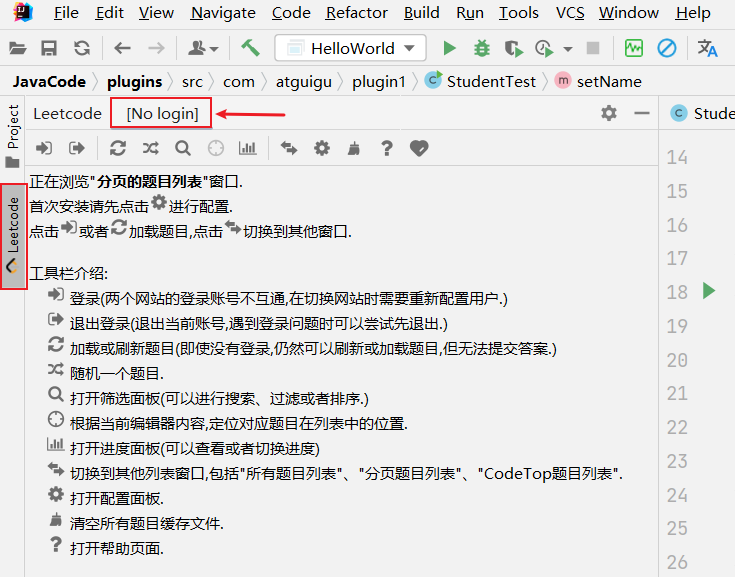 File Edit View Navigate Code Refactor Build Run Tools VCS Window Help
HelloWorld
JavaCode plugins src com atguigu plugin1 StudentTest setName
Project
Leetcode
Leetcode [No login]
正在浏览"分页的题目列表"窗口.
首次安装请先点击进行配置.
点击或者加载题目,点击切换到其他窗口.
工具栏介绍:
登录(两个网站的登录账号不互通,在切换网站时需要重新配置用户.)
退出登录(退出当前账号,遇到登录问题时可以尝试先退出.)
加载或刷新题目(即使没有登录,仍然可以刷新或加载题目,但无法提交答案.)
随机一个题目.
打开筛选面板(可以进行搜索、过滤或者排序.)
根据当前编辑器内容,定位对应题目在列表中的位置.
打开进度面板(可以查看或者切换进度)
切换到其他列表窗口,包括"所有题目列表"、"分页题目列表"、"CodeTop题目列表".
打开配置面板.
清空所有题目缓存文件.
打开帮助页面.
Stude
14
15
16
17
18
19
20
21
22
23
24
25
26